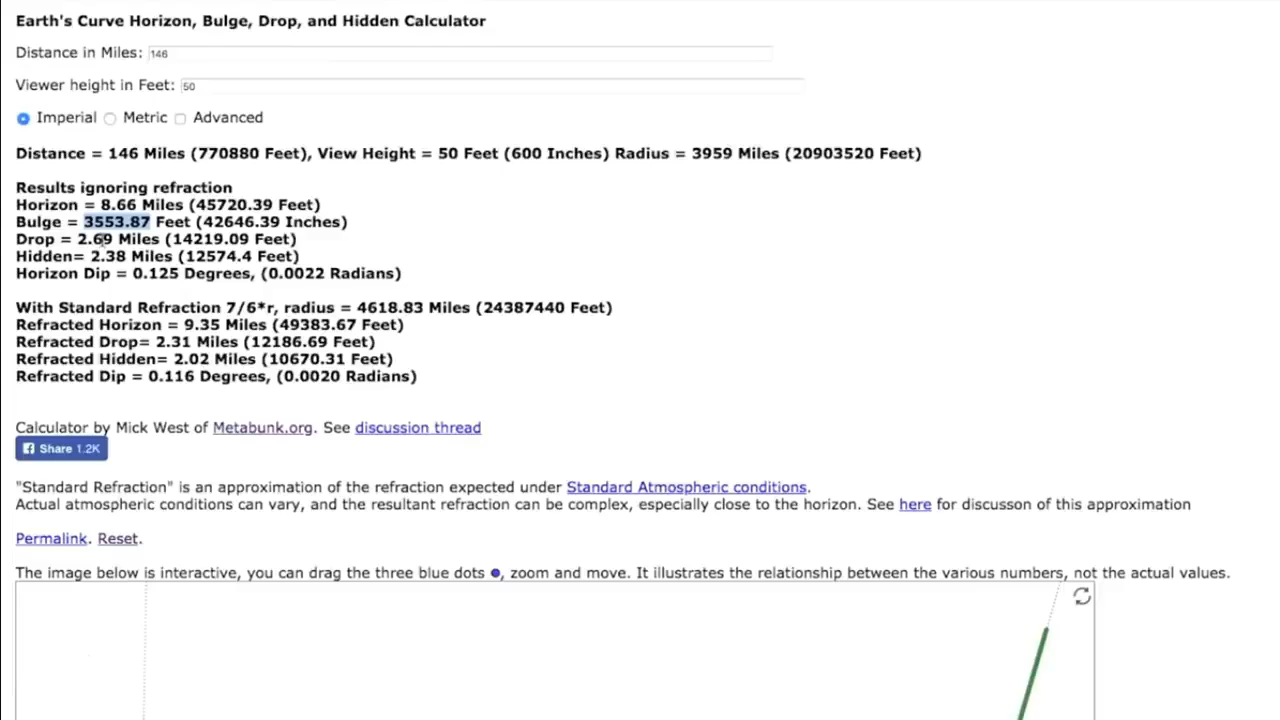 Earth's Curve Horizon, Bulge, Drop, and Hidden Calculator
Distance in Miles: 146
Viewer height in Feet: 50
Imperial Metric Advanced
Distance = 146 Miles (770880 Feet), View Height = 50 Feet (600 Inches) Radius = 3959 Miles (20903520 Feet)
Results ignoring refraction
Horizon = 8.66 Miles (45720.39 Feet)
Bulge = 3553.87 Feet (42646.39 Inches)
Drop = 2.69 Miles (14219.09 Feet)
Hidden= 2.38 Miles (12574.4 Feet)
Horizon Dip = 0.125 Degrees, (0.0022 Radians)
With Standard Refraction 7/6*r, radius = 4618.83 Miles (24387440 Feet)
Refracted Horizon = 9.35 Miles (49383.67 Feet)
Refracted Drop= 2.31 Miles (12186.69 Feet)
Refracted Hidden= 2.02 Miles (10670.31 Feet)
Refracted Dip = 0.116 Degrees, (0.0020 Radians)
Calculator by Mick West of Metabunk.org. See discussion thread
Share 1.2K
"Standard Refraction" is an approximation of the refraction expected under Standard Atmospheric conditions.
Actual atmospheric conditions can vary, and the resultant refraction can be complex, especially close to the horizon. See here for discusson of this approximation
Permalink. Reset.
The image below is interactive, you can drag the three blue dots , zoom and move. It illustrates the relationship between the various numbers, not the actual values.